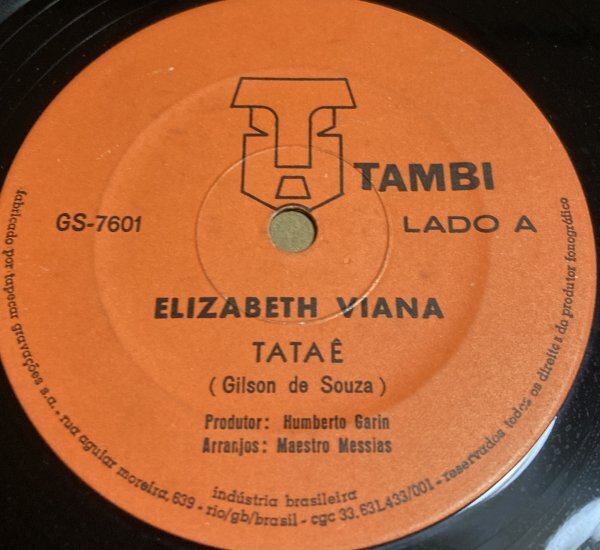 TAMBI
GS-7601
LADO A
ELIZABETH VIANA
TATAÊ
(Gilson de Souza)
Produtor: Humberto Garin
Arranjos: Maestro Messias
indústria brasileira
fabricado por tapecar gravações s.a. - rua aguiar moreira, 639 - rio/gb/brasil - cgc 33.631.433/001 - reservados todos os direitos do produtor fonográfico